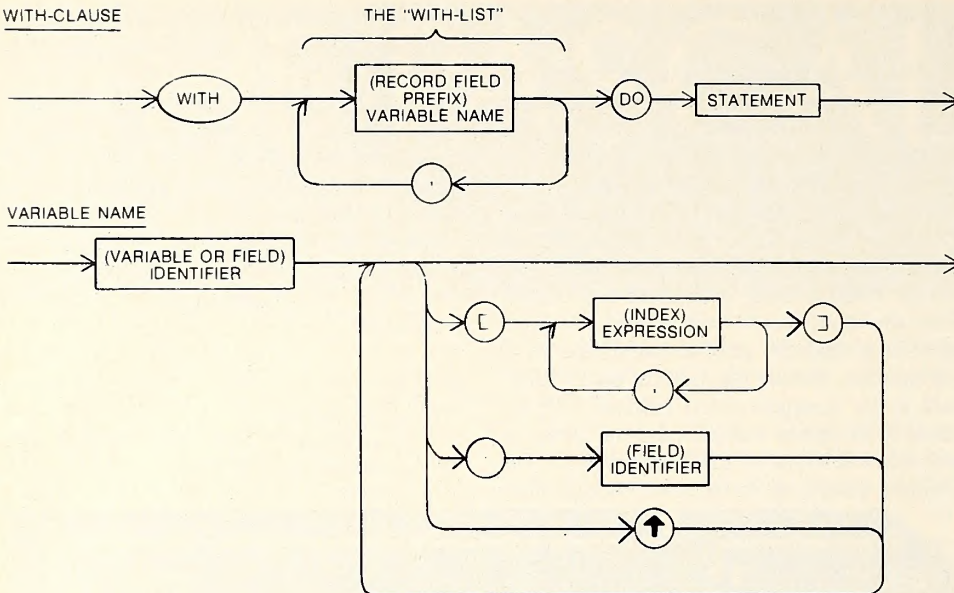 WITH-CLAUSE
THE "WITH-LIST"
WITH
(RECORD FIELD
PREFIX)
VARIABLE NAME
DO
STATEMENT
,
VARIABLE NAME
(VARIABLE OR FIELD)
IDENTIFIER
[
(INDEX)
EXPRESSION
]
,
.
(FIELD)
IDENTIFIER
↑